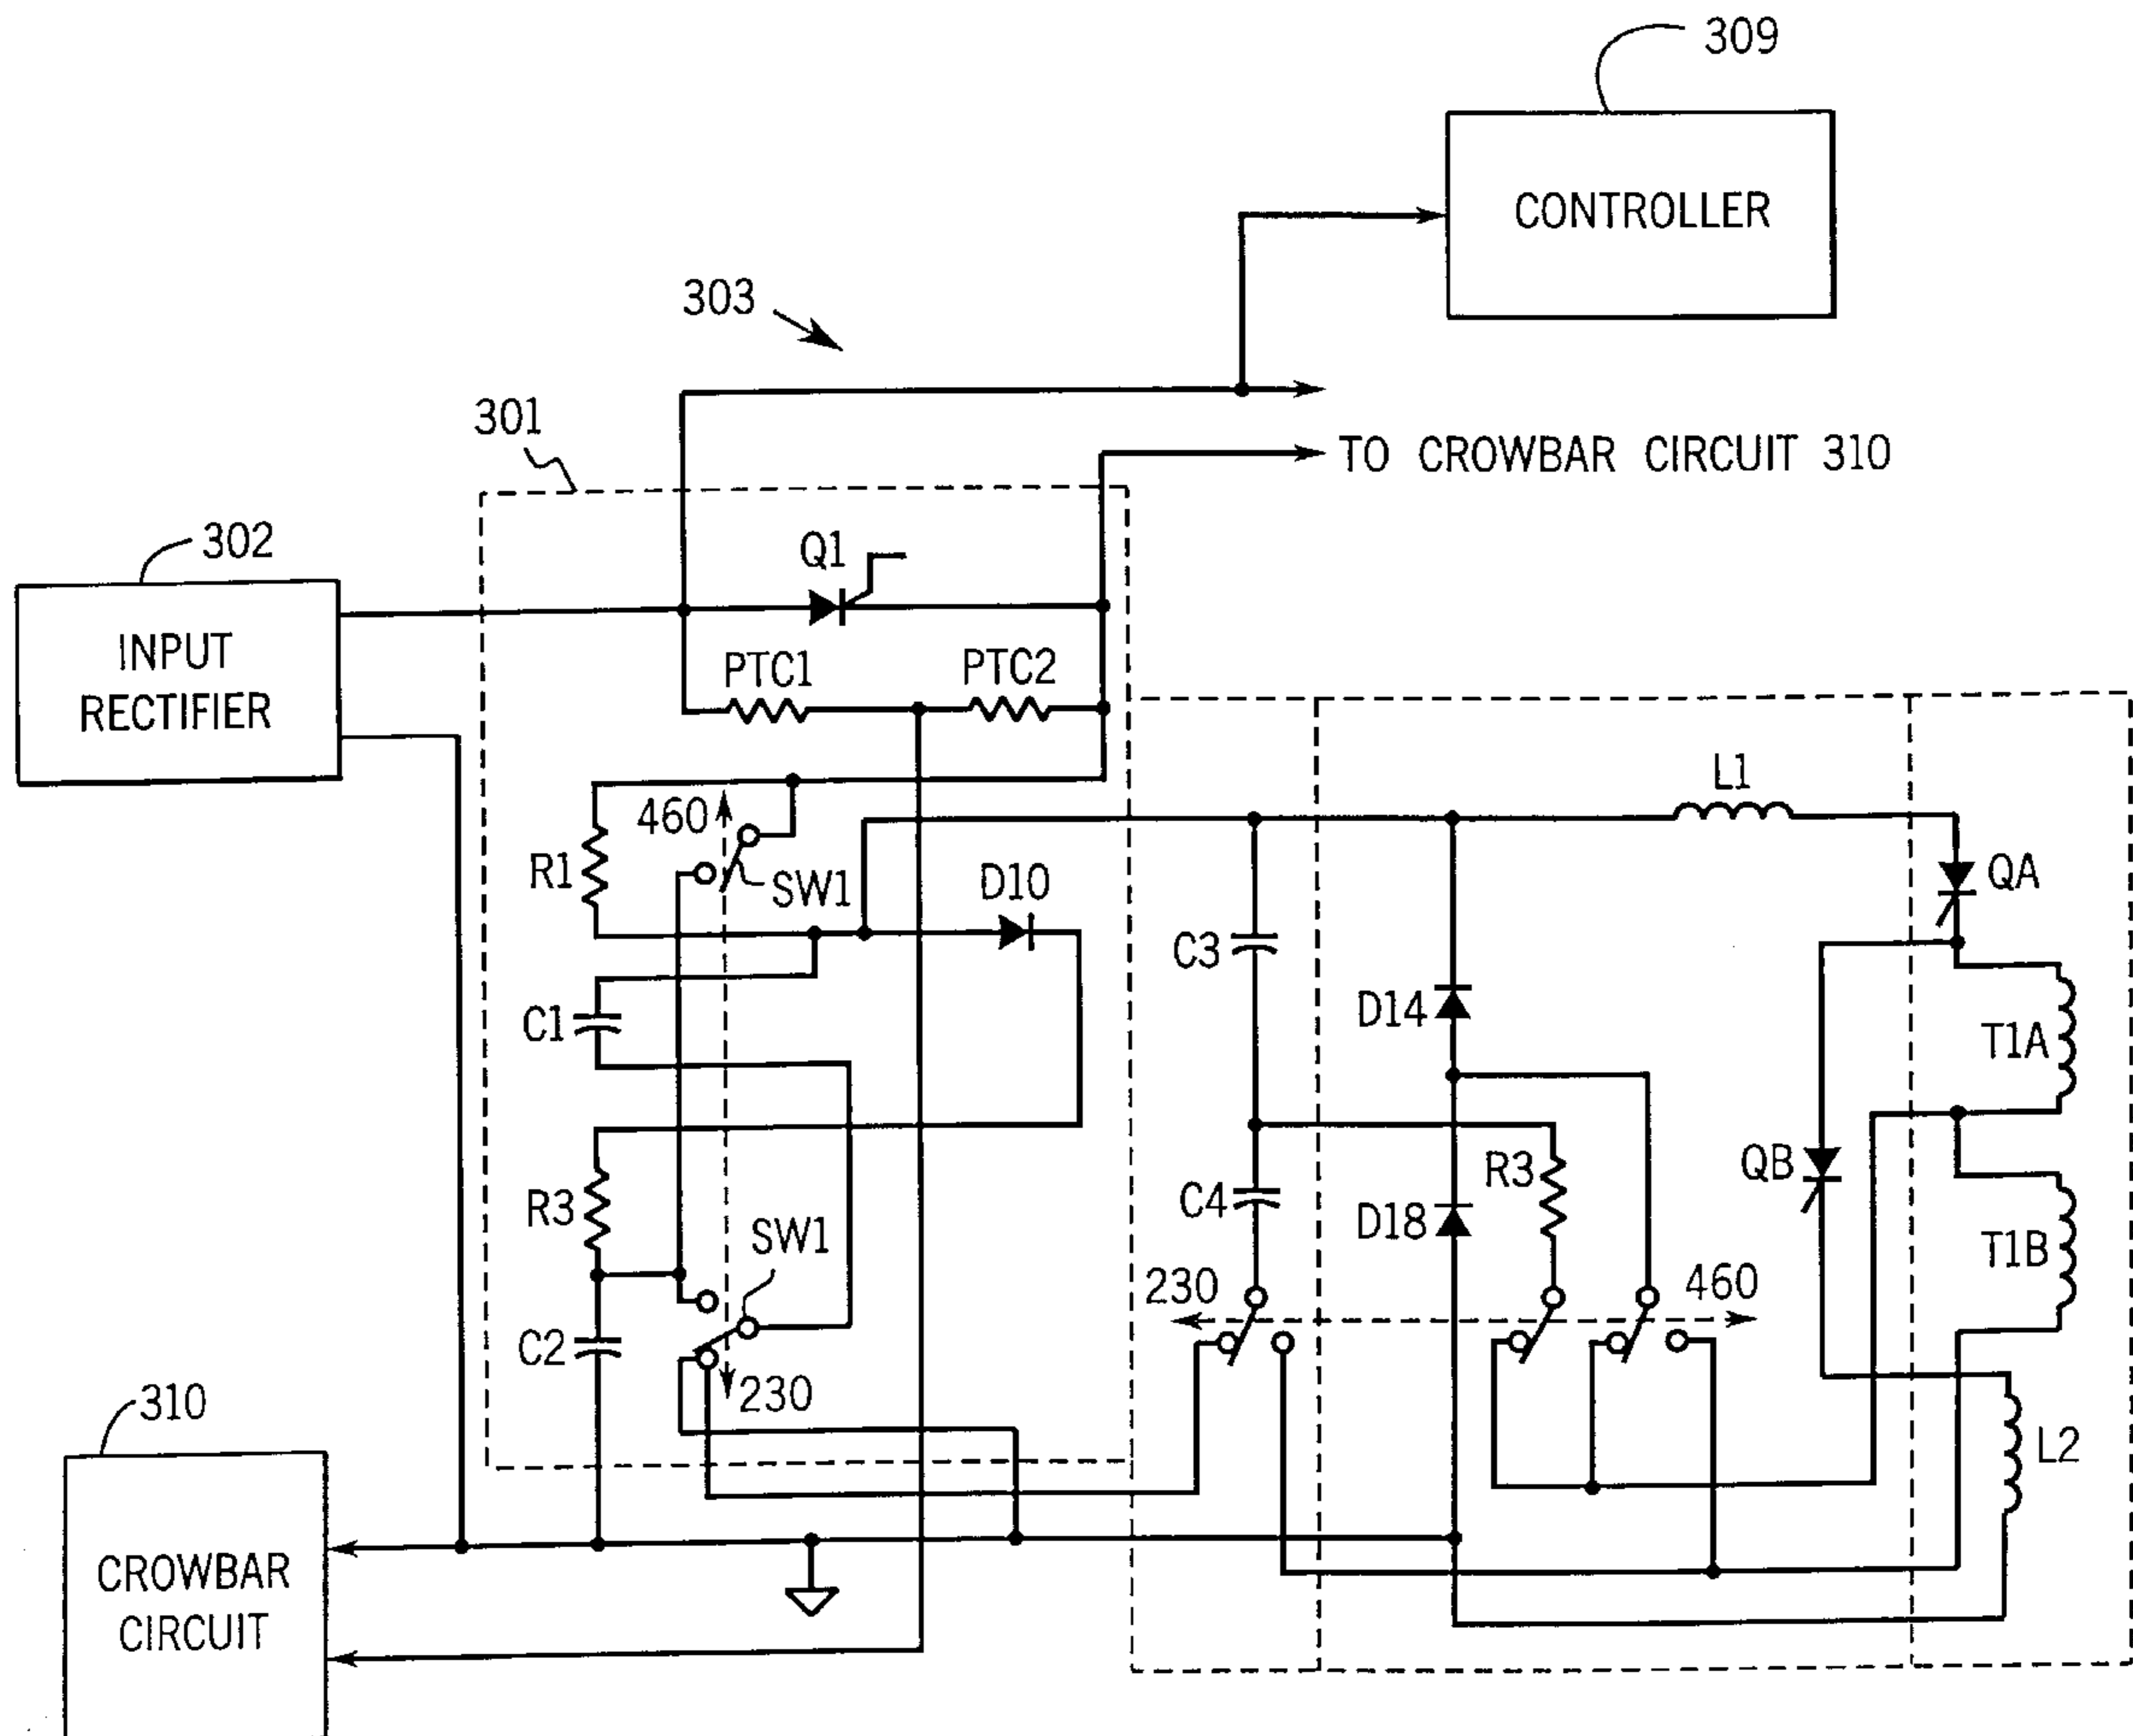 309
CONTROLLER
303
301
TO CROWBAR CIRCUIT 310
302
Q1
INPUT
RECTIFIER
PTC1
PTC2
L1
460
R1
SW1
D10
QA
C3
C1
D14
T1A
R3
SW1
C4
R3
D18
QB
T1B
230
460
C2
230
310
L2
CROWBAR
CIRCUIT